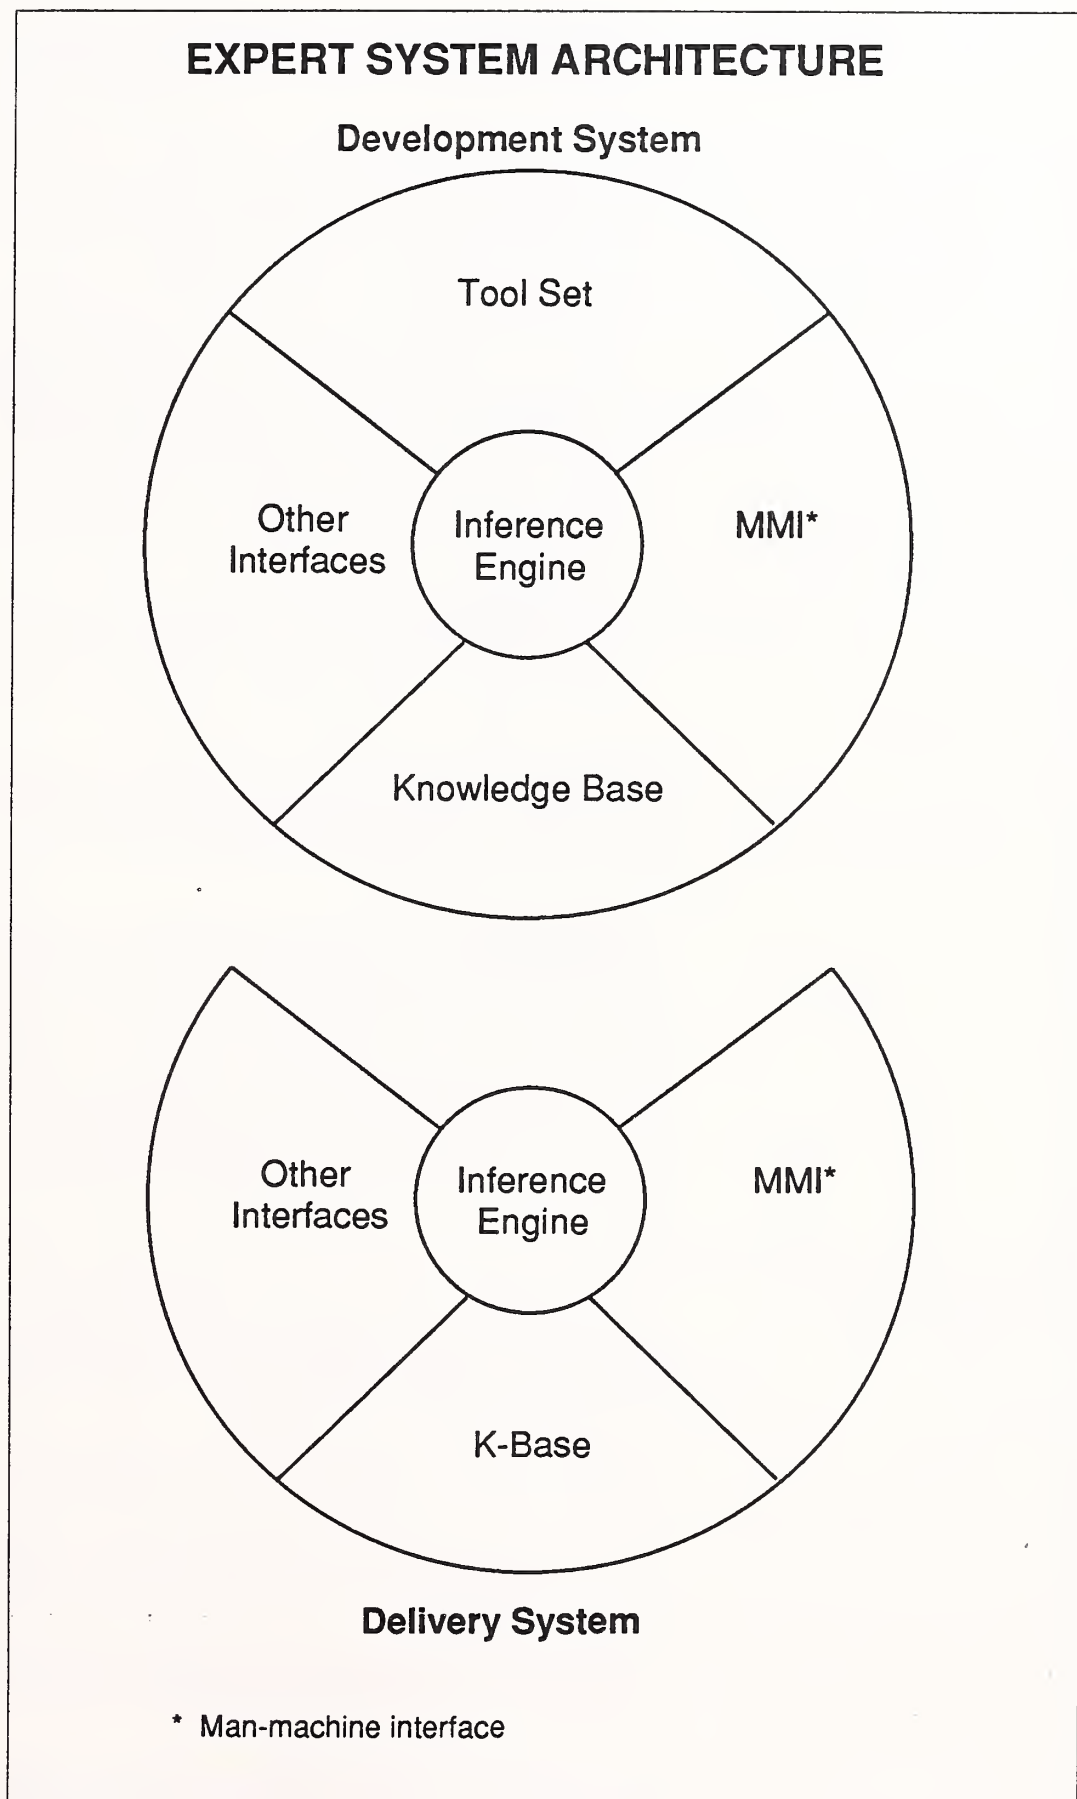 EXPERT SYSTEM ARCHITECTURE
Development System
Tool Set
Other
Interfaces
Inference
Engine
MMI*
Knowledge Base
Other
Interfaces
Inference
Engine
MMI*
K-Base
Delivery System
* Man-machine interface